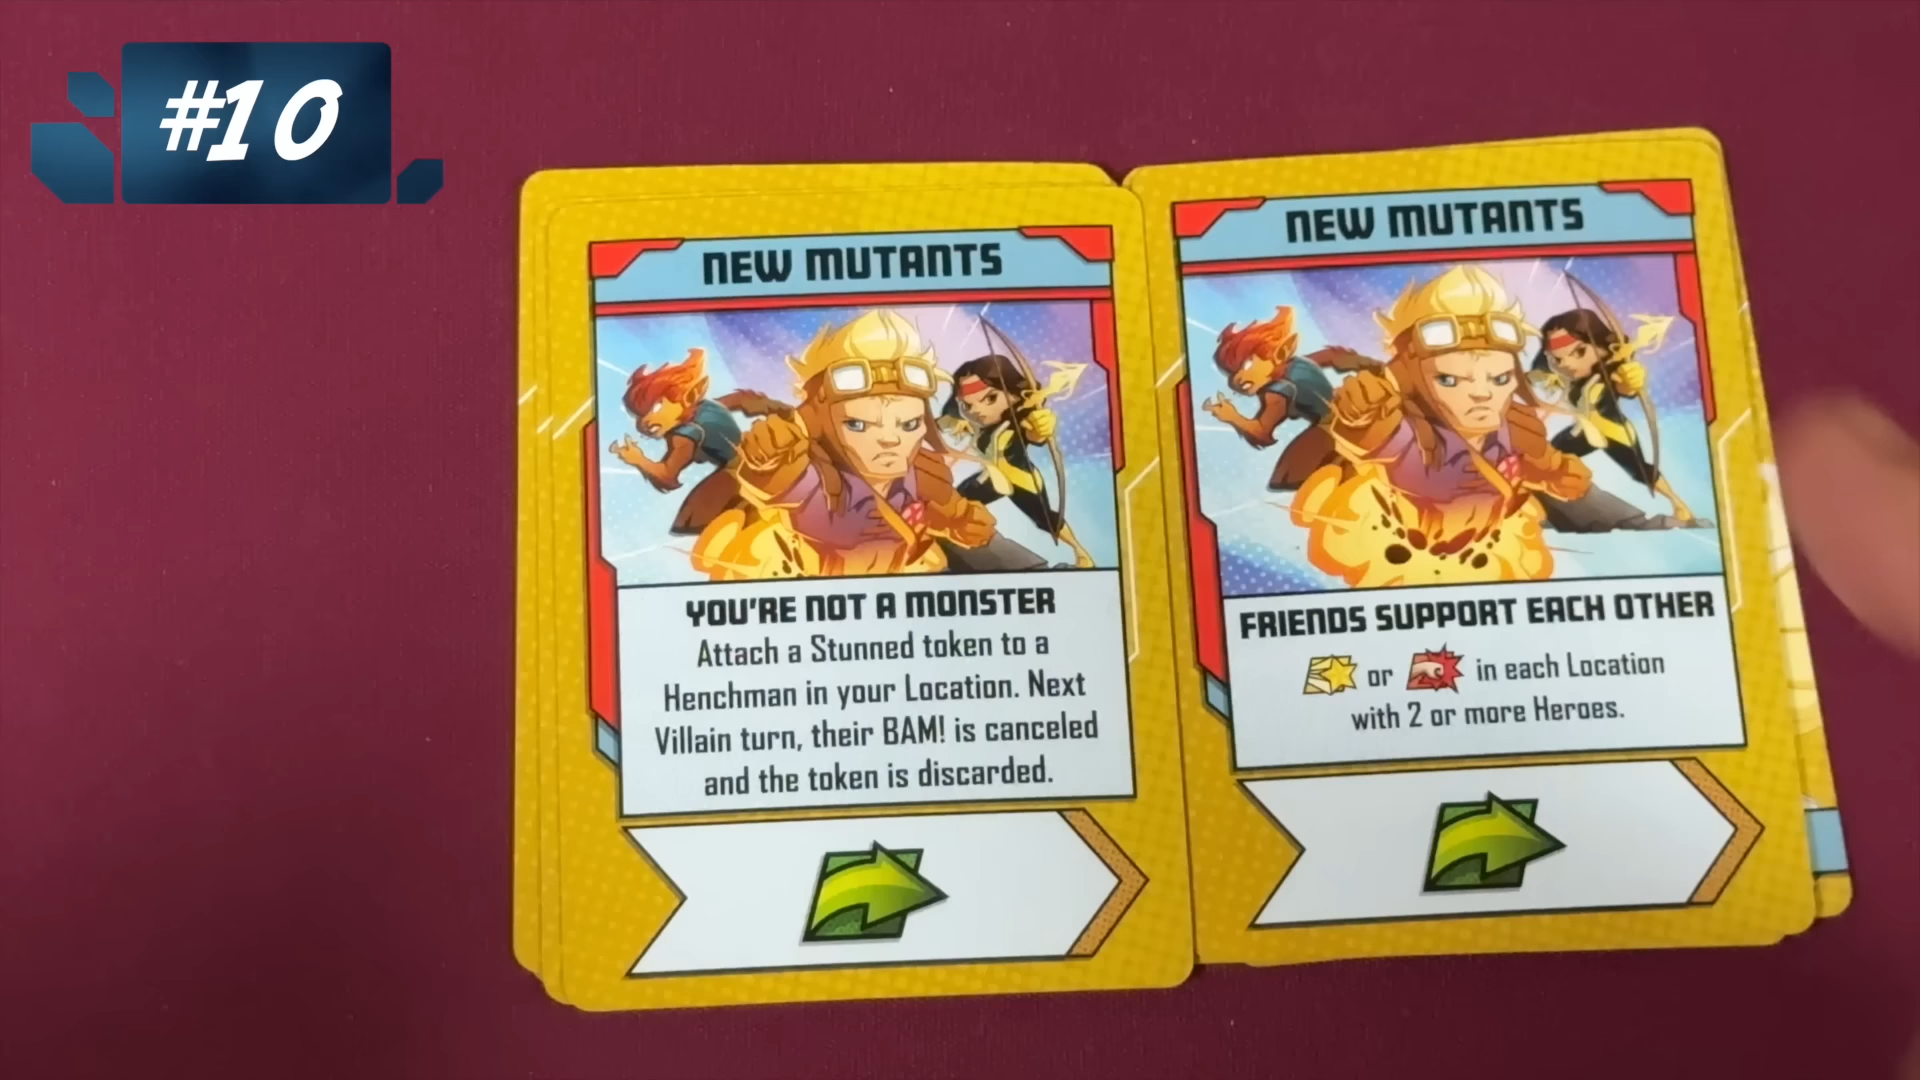 #10
NEW MUTANTS
YOU'RE NOT A MONSTER
Attach a Stunned token to a
Henchman in your Location. Next
Villain turn, their BAM! is canceled
and the token is discarded.
NEW MUTANTS
FRIENDS SUPPORT EACH OTHER
or in each Location
with 2 or more Heroes.